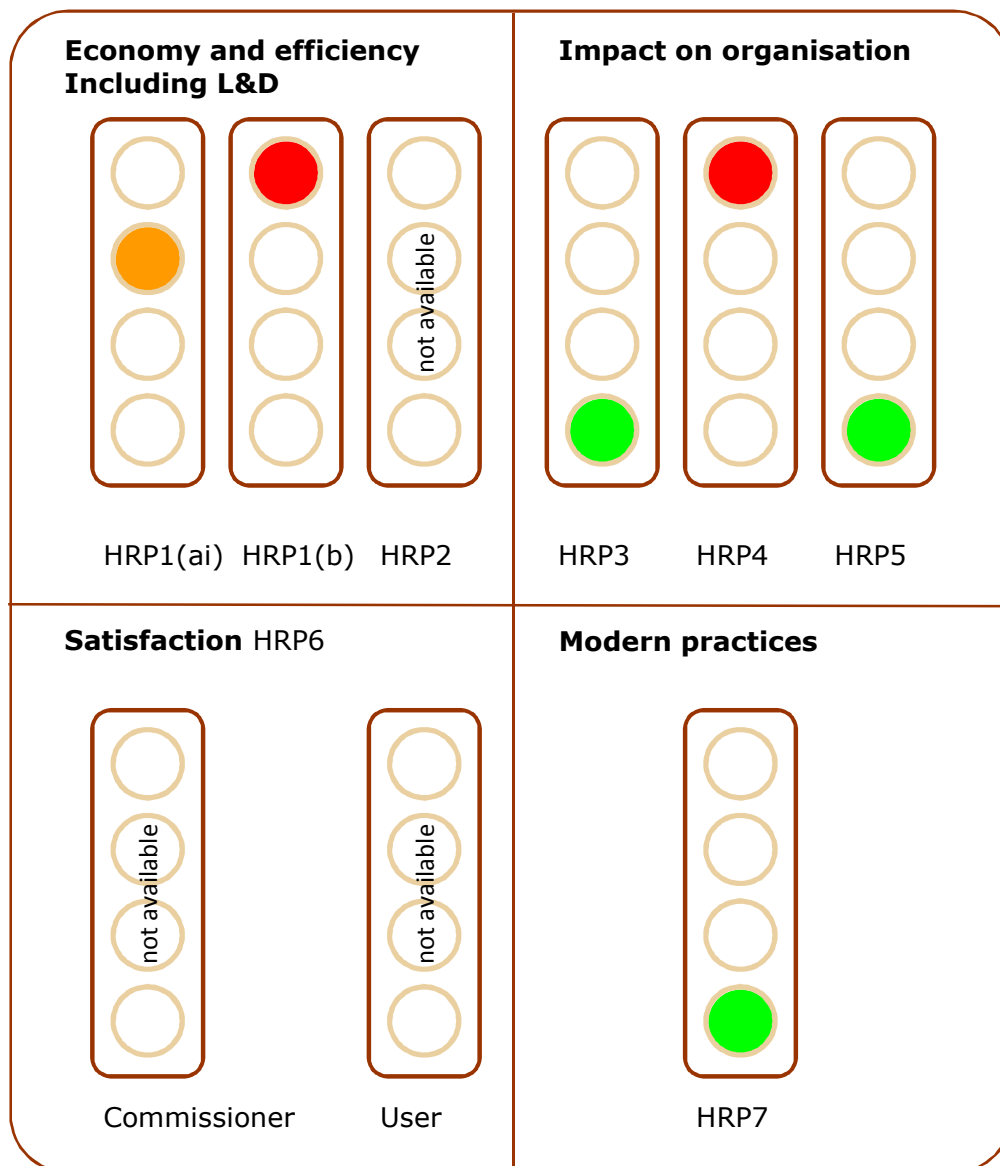 Economy and efficiency
Including L&D
not available
HRP1(ai) HRP1(b) HRP2
Impact on organisation
HRP3 HRP4 HRP5
Satisfaction HRP6
not available
not available
Commissioner User
Modern practices
HRP7